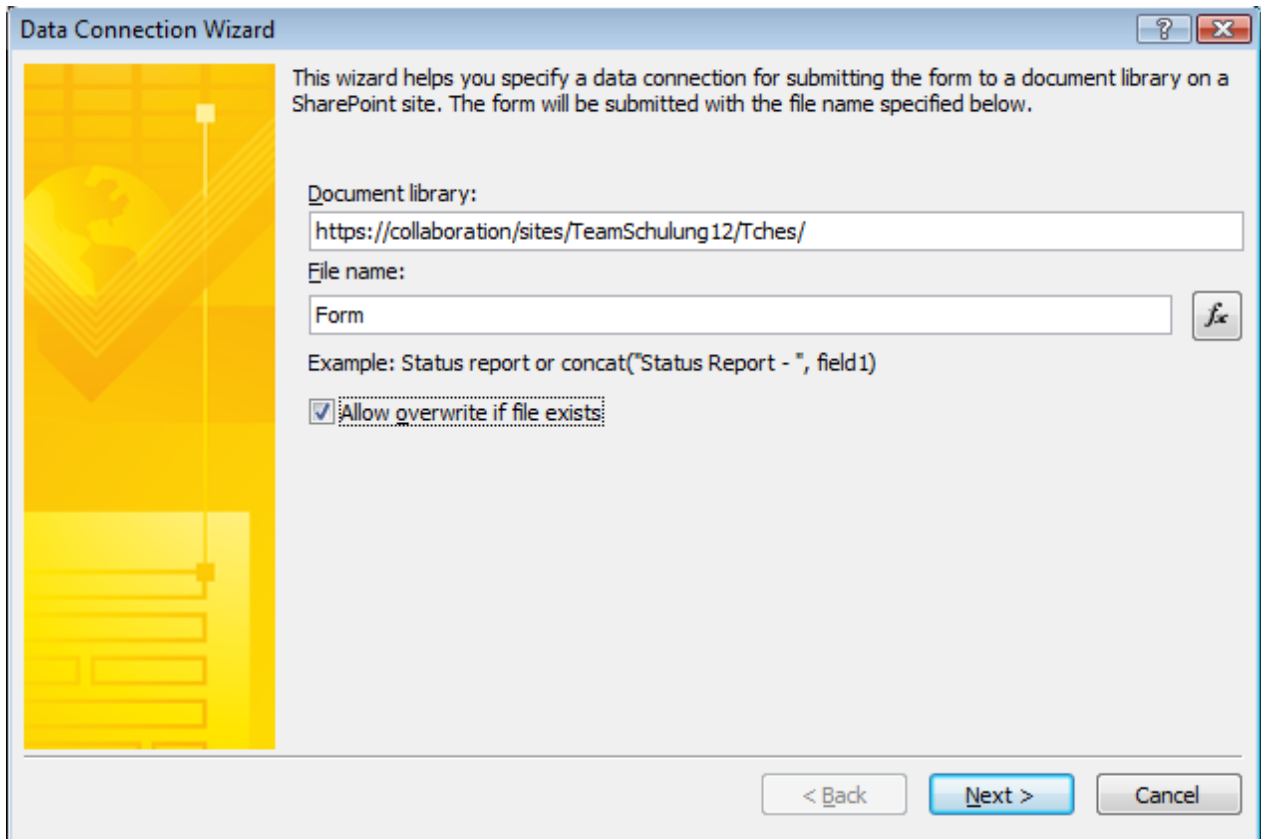 Data Connection Wizard
This wizard helps you specify a data connection for submitting the form to a document library on a
SharePoint site. The form will be submitted with the file name specified below.
Document library:
https://collaboration/sites/TeamSchulung12/Tches/
File name:
Form
fx
Example: Status report or concat("Status Report - ", field1)
Allow overwrite if file exists
< Back
Next >
Cancel